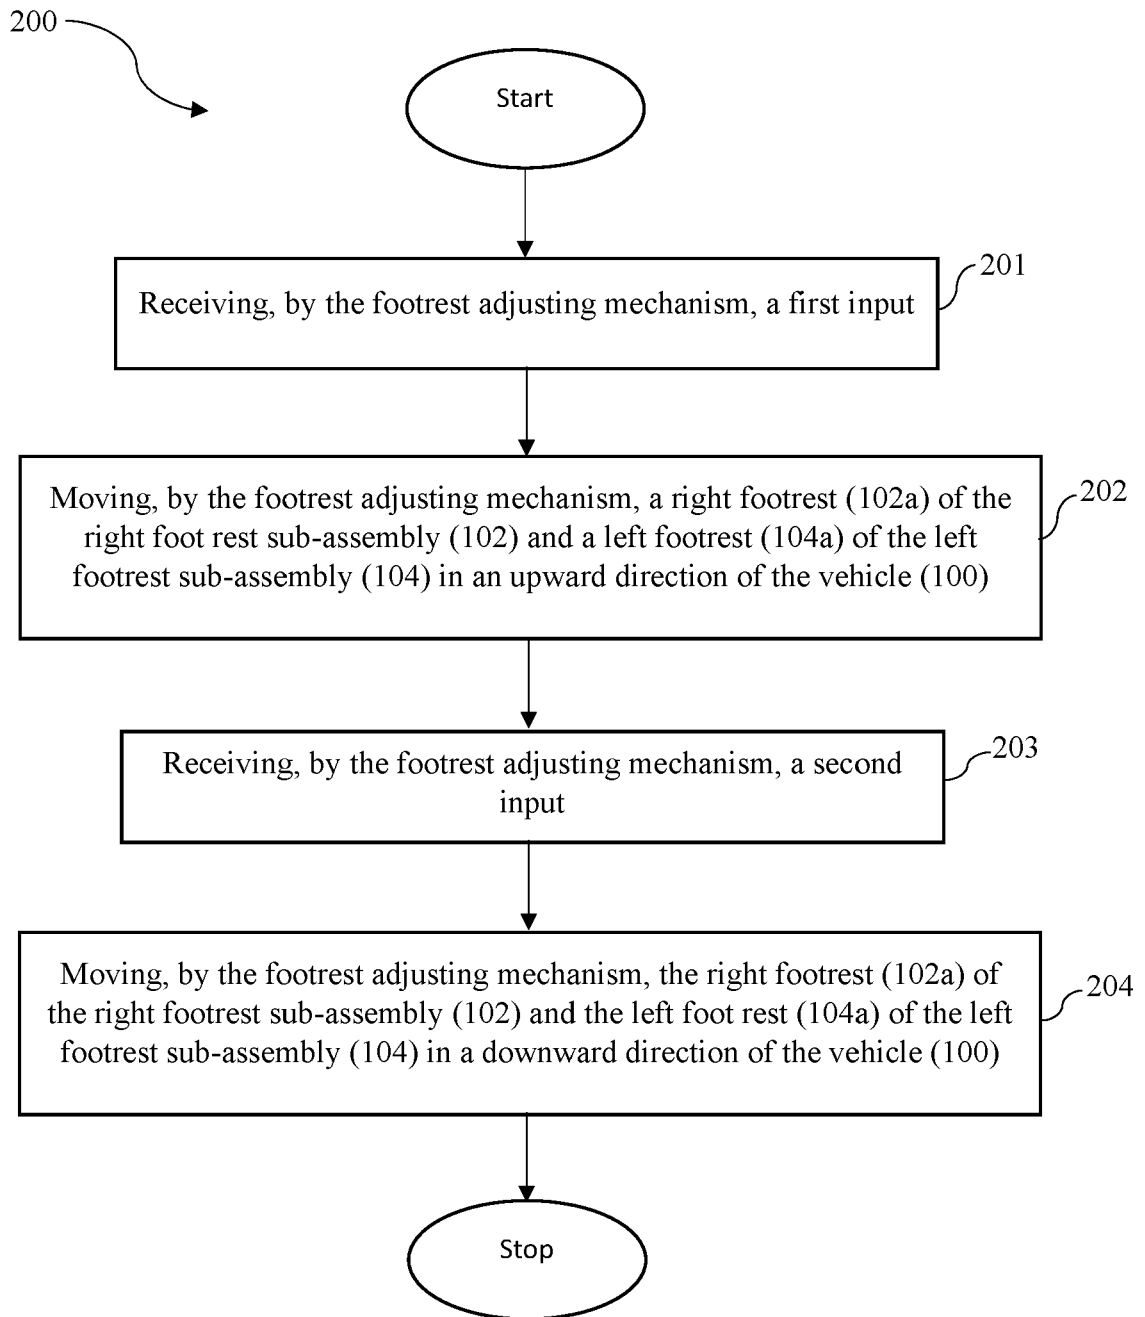 200
Start
201
Receiving, by the footrest adjusting mechanism, a first input
202
Moving, by the footrest adjusting mechanism, a right footrest (102a) of the
right foot rest sub-assembly (102) and a left footrest (104a) of the left
footrest sub-assembly (104) in an upward direction of the vehicle (100)
203
Receiving, by the footrest adjusting mechanism, a second
input
204
Moving, by the footrest adjusting mechanism, the right footrest (102a) of
the right footrest sub-assembly (102) and the left foot rest (104a) of the left
footrest sub-assembly (104) in a downward direction of the vehicle (100)
Stop